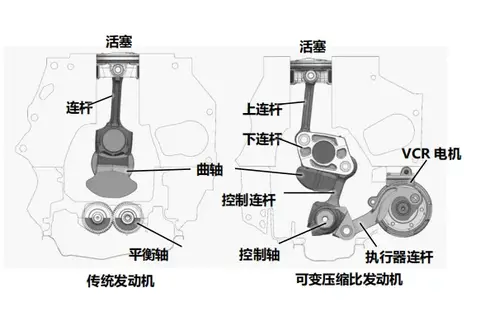 活塞
连杆
曲轴
平衡轴
传统发动机
活塞
上连杆
下连杆
VCR 电机
控制连杆
控制轴
执行器连杆
可变压缩比发动机